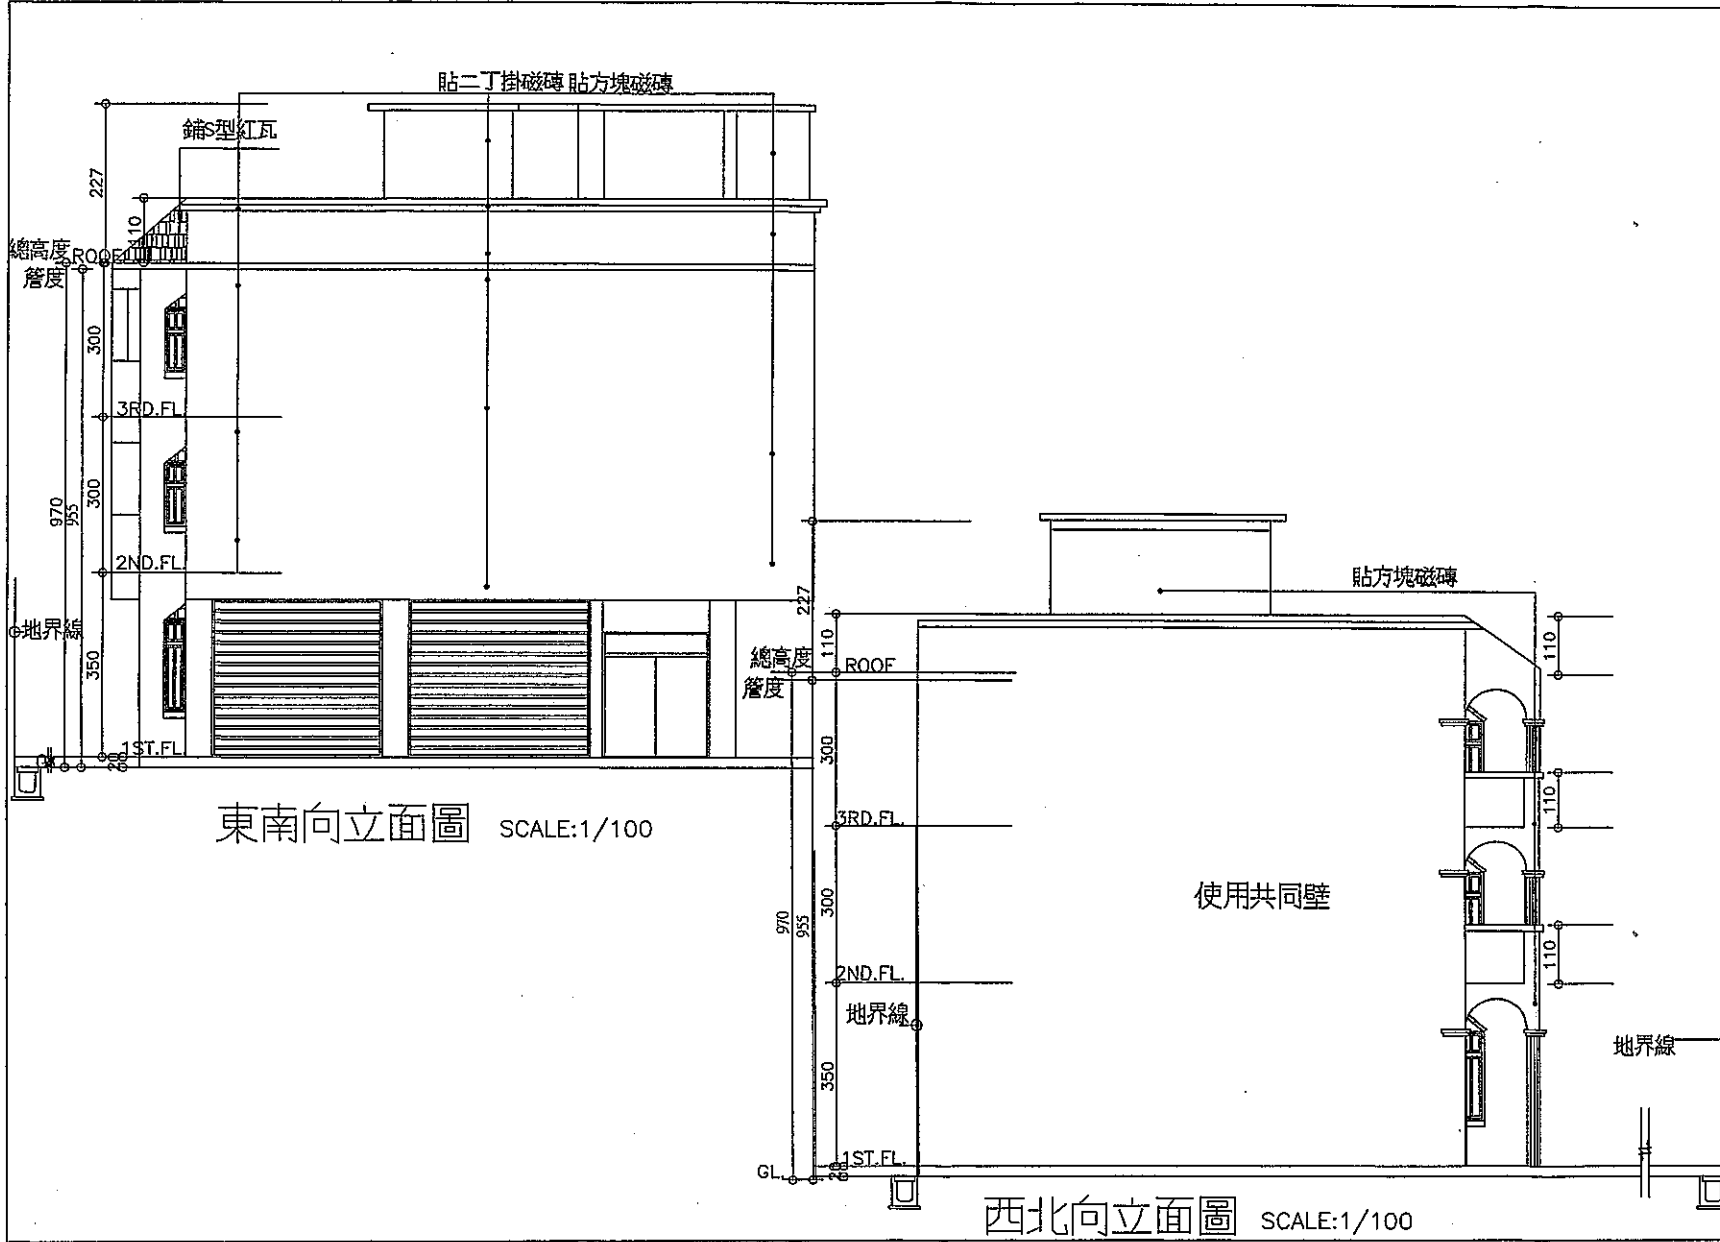 貼二丁掛磁磚 貼方塊磁磚
鋪S型紅瓦
227
110
總高度
ROOF
簷度
300
3RD.FL.
300
970
955
2ND.FL.
地界線
350
1ST.FL.
20
東南向立面圖 SCALE:1/100
貼方塊磁磚
227
110
110
總高度
ROOF
簷度
300
110
3RD.FL.
使用共同壁
300
970
955
110
2ND.FL.
地界線
地界線
350
1ST.FL.
GL.
20
西北向立面圖 SCALE:1/100